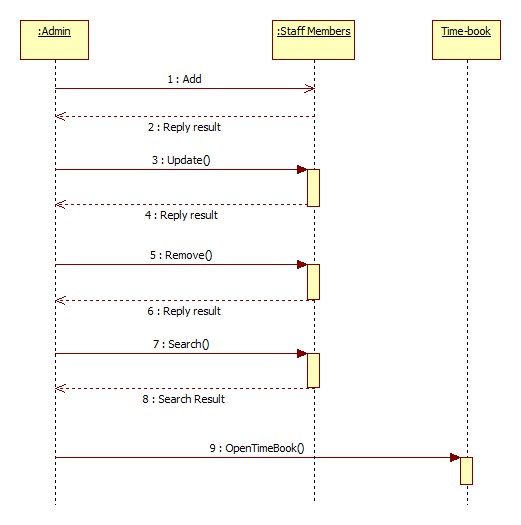 :Admin
:Staff Members
Time-book
1 : Add
2 : Reply result
3 : Update()
4 : Reply result
5 : Remove()
6 : Reply result
7 : Search()
8 : Search Result
9 : OpenTimeBook()